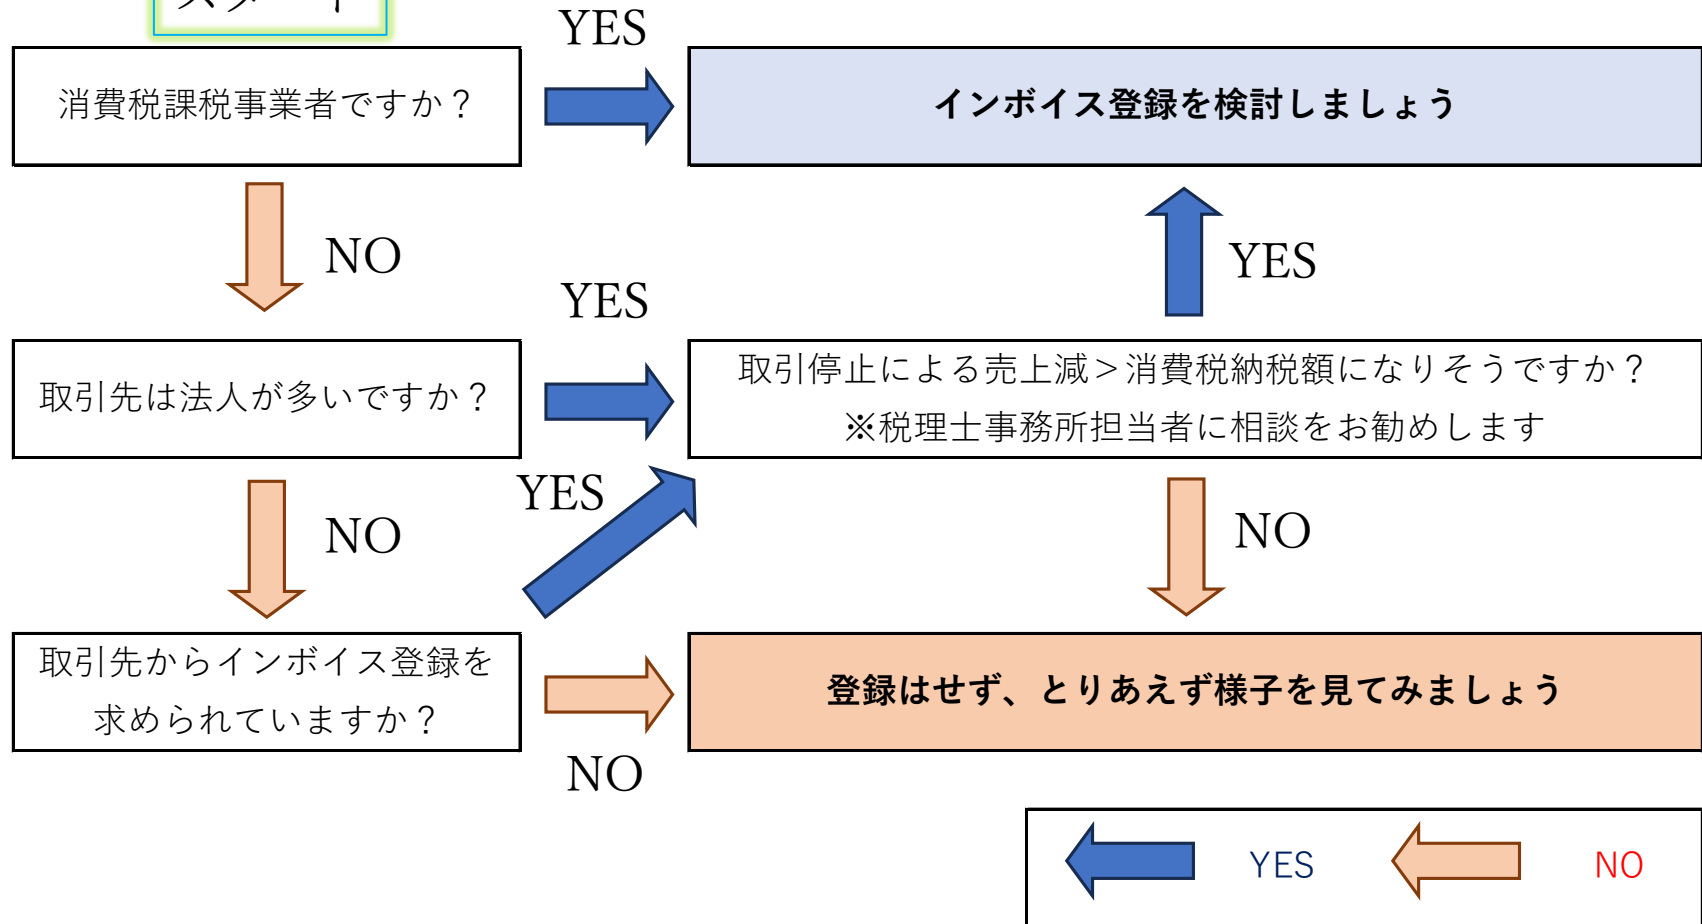 スタート
YES
消費税課税事業者ですか？
インボイス登録を検討しましょう
NO
YES
YES
取引先は法人が多いですか？
取引停止による売上減＞消費税納税額になりそうですか？
※税理士事務所担当者に相談をお勧めします
NO
YES
NO
取引先からインボイス登録を
求められていますか？
登録はせず、とりあえず様子を見てみましょう
NO
YES
NO